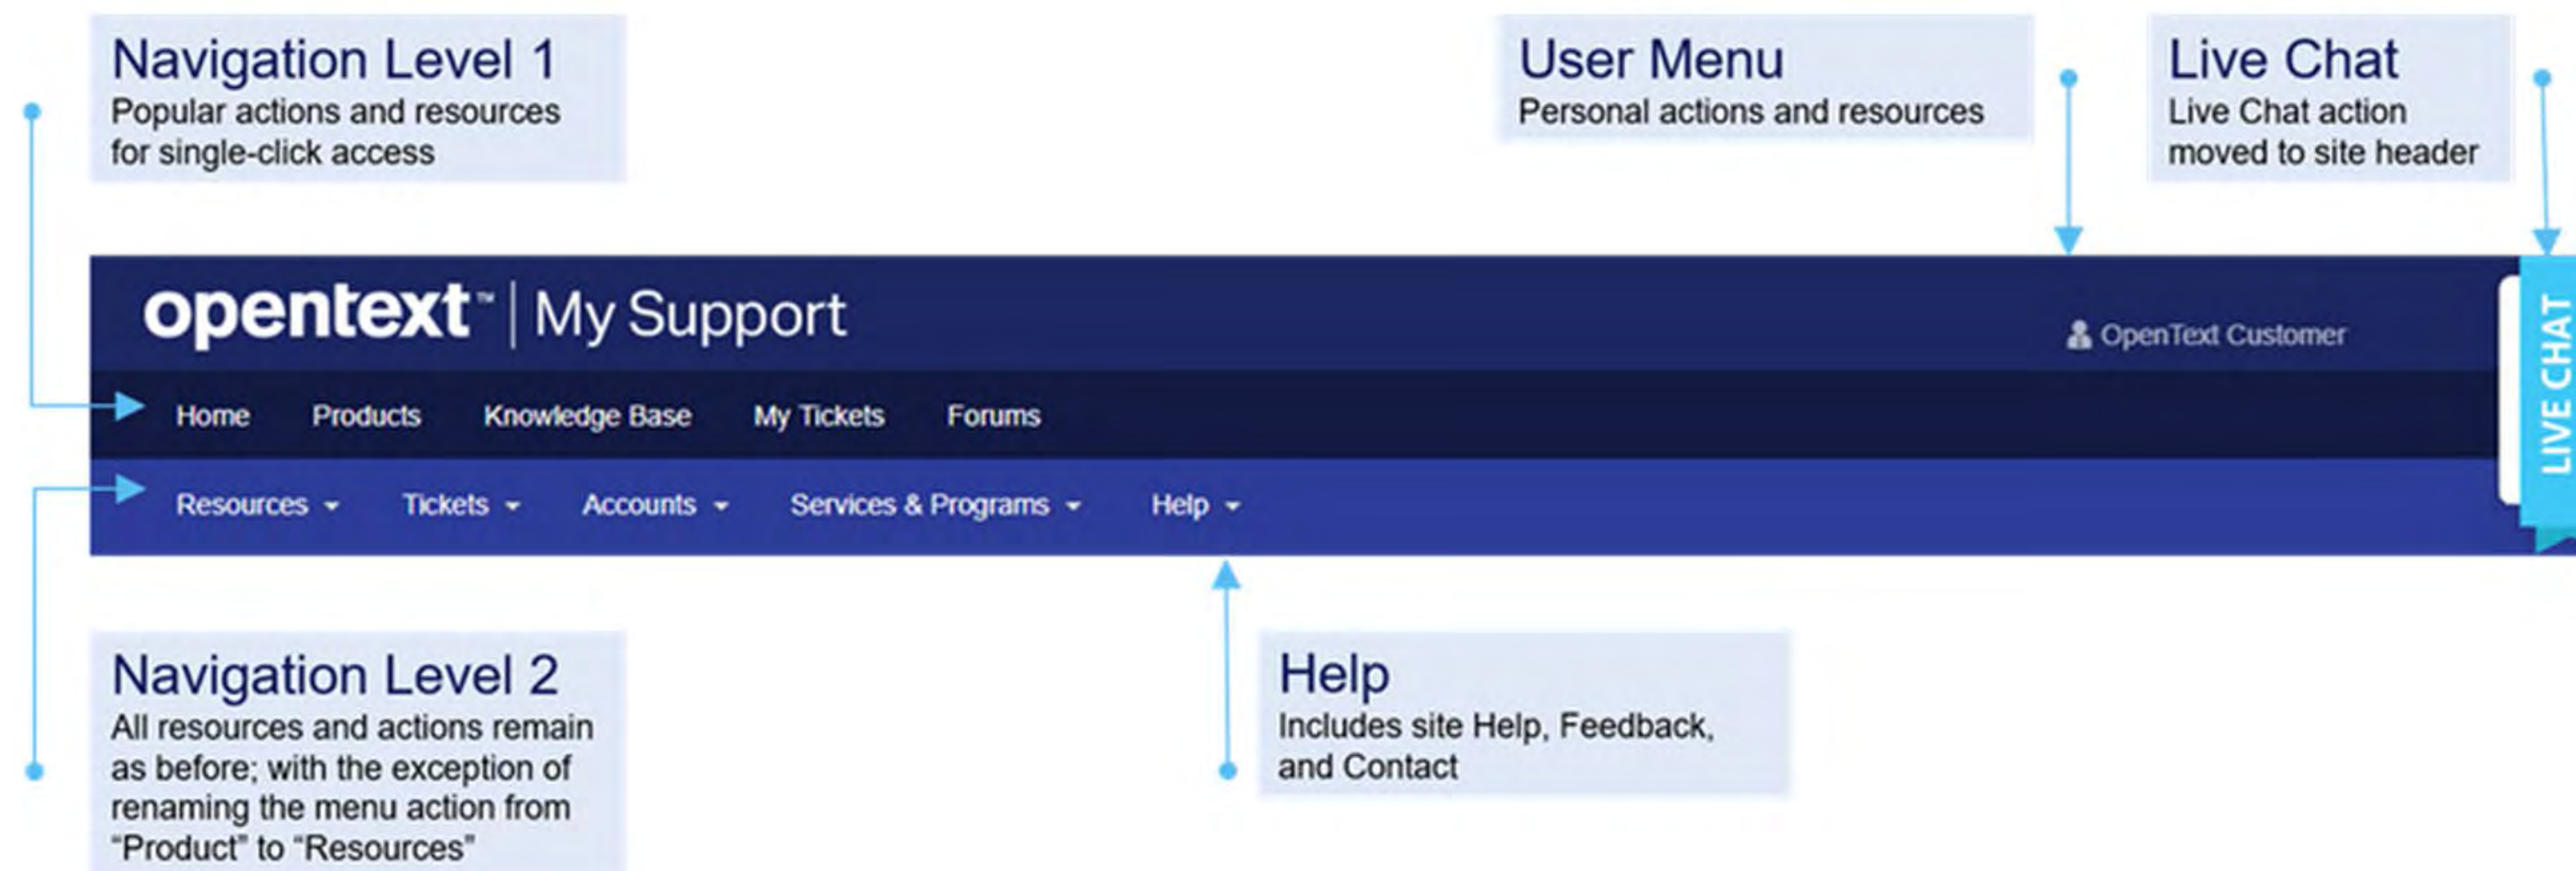 Navigation Level 1
Popular actions and resources
for single-click access
User Menu
Personal actions and resources
Live Chat
Live Chat action
moved to site header
opentext™ | My Support
OpenText Customer
LIVE CHAT
Home Products Knowledge Base My Tickets Forums
Resources Tickets Accounts Services & Programs Help
Navigation Level 2
All resources and actions remain
as before; with the exception of
renaming the menu action from
“Product” to “Resources”
Help
Includes site Help, Feedback,
and Contact